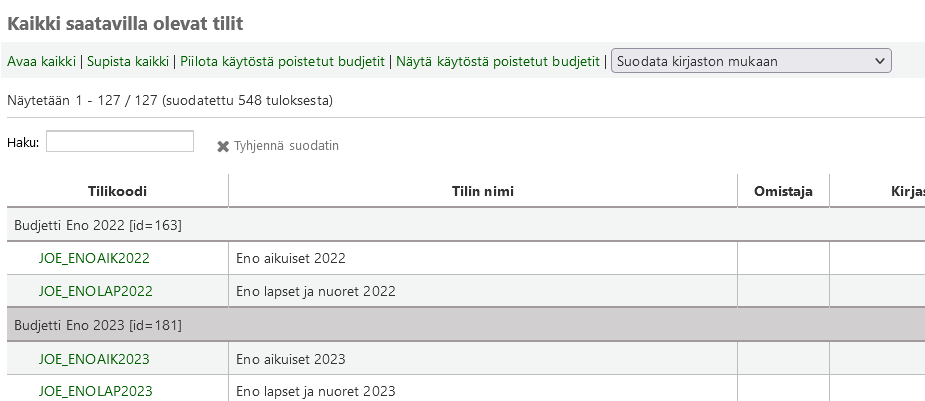 Kaikki saatavilla olevat tilit
Avaa kaikki | Supista kaikki | Piilota käytöstä poistetut budjetit | Näytä käytöstä poistetut budjetit | Suodata kirjaston mukaan
Näytetään 1 - 127 / 127 (suodatettu 548 tuloksesta)
Haku: Tyhjennä suodatin
Tilikoodi Tilin nimi Omistaja
Budjetti Eno 2022 [id=163]
JOE_ENOAIK2022 Eno aikuiset 2022
JOE_ENOLAP2022 Eno lapset ja nuoret 2022
Budjetti Eno 2023 [id=181]
JOE_ENOAIK2023 Eno aikuiset 2023
JOE_ENOLAP2023 Eno lapset ja nuoret 2023